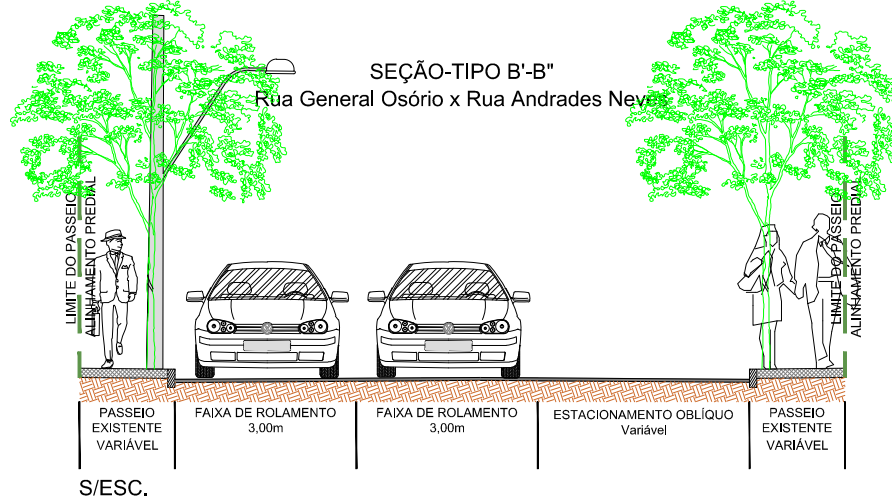 SEÇÃO-TIPO B'-B"
Rua General Osório x Rua Andrades Neves
LIMITE DO PASSEIO
ALINHAMENTO PREDIAL
LIMITE DO PASSEIO
ALINHAMENTO PREDIAL
PASSEIO
EXISTENTE
VARIÁVEL
FAIXA DE ROLAMENTO
3,00m
FAIXA DE ROLAMENTO
3,00m
ESTACIONAMENTO OBLÍQUO
Variável
PASSEIO
EXISTENTE
VARIÁVEL
S/ESC.